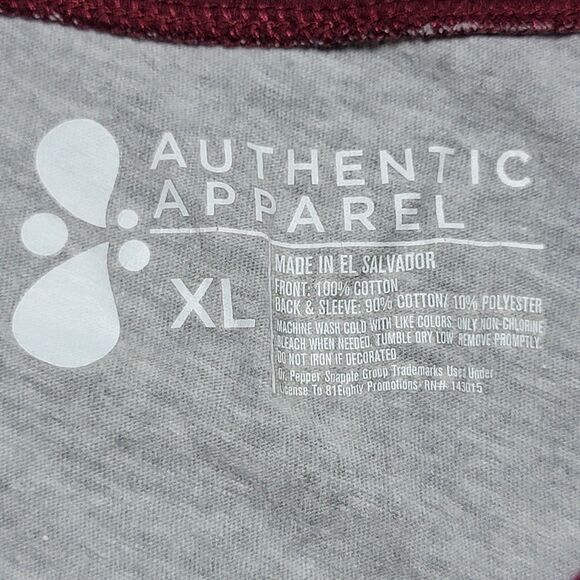 AUTHENTIC
APPAREL
XL
MADE IN EL SALVADOR
FRONT: 100% COTTON
BACK & SLEEVE: 90% COTTON/ 10% POLYESTER
MACHINE WASH COLD WITH LIKE COLORS. ONLY NON-CHLORINE
BLEACH WHEN NEEDED. TUMBLE DRY LOW. REMOVE PROMPTLY.
DO NOT IRON IF DECORATED
Dr. Pepper Snapple Group Trademarks Used Under
License To 81Eighty Promotions RN# 143015